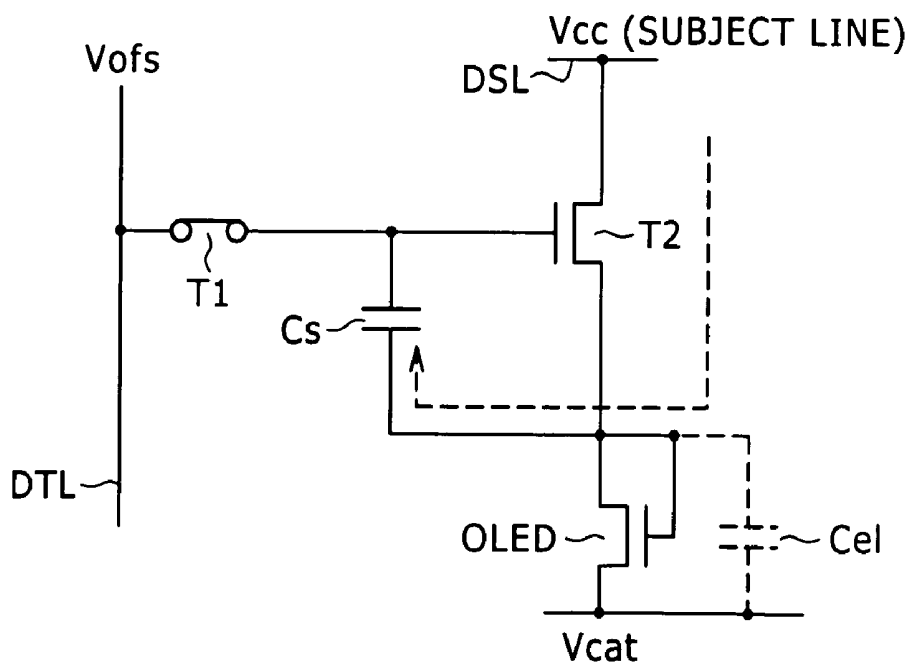 Vcc (SUBJECT LINE)
Vofs
DSL
T2
T1
Cs
DTL
OLED
Cel
Vcat